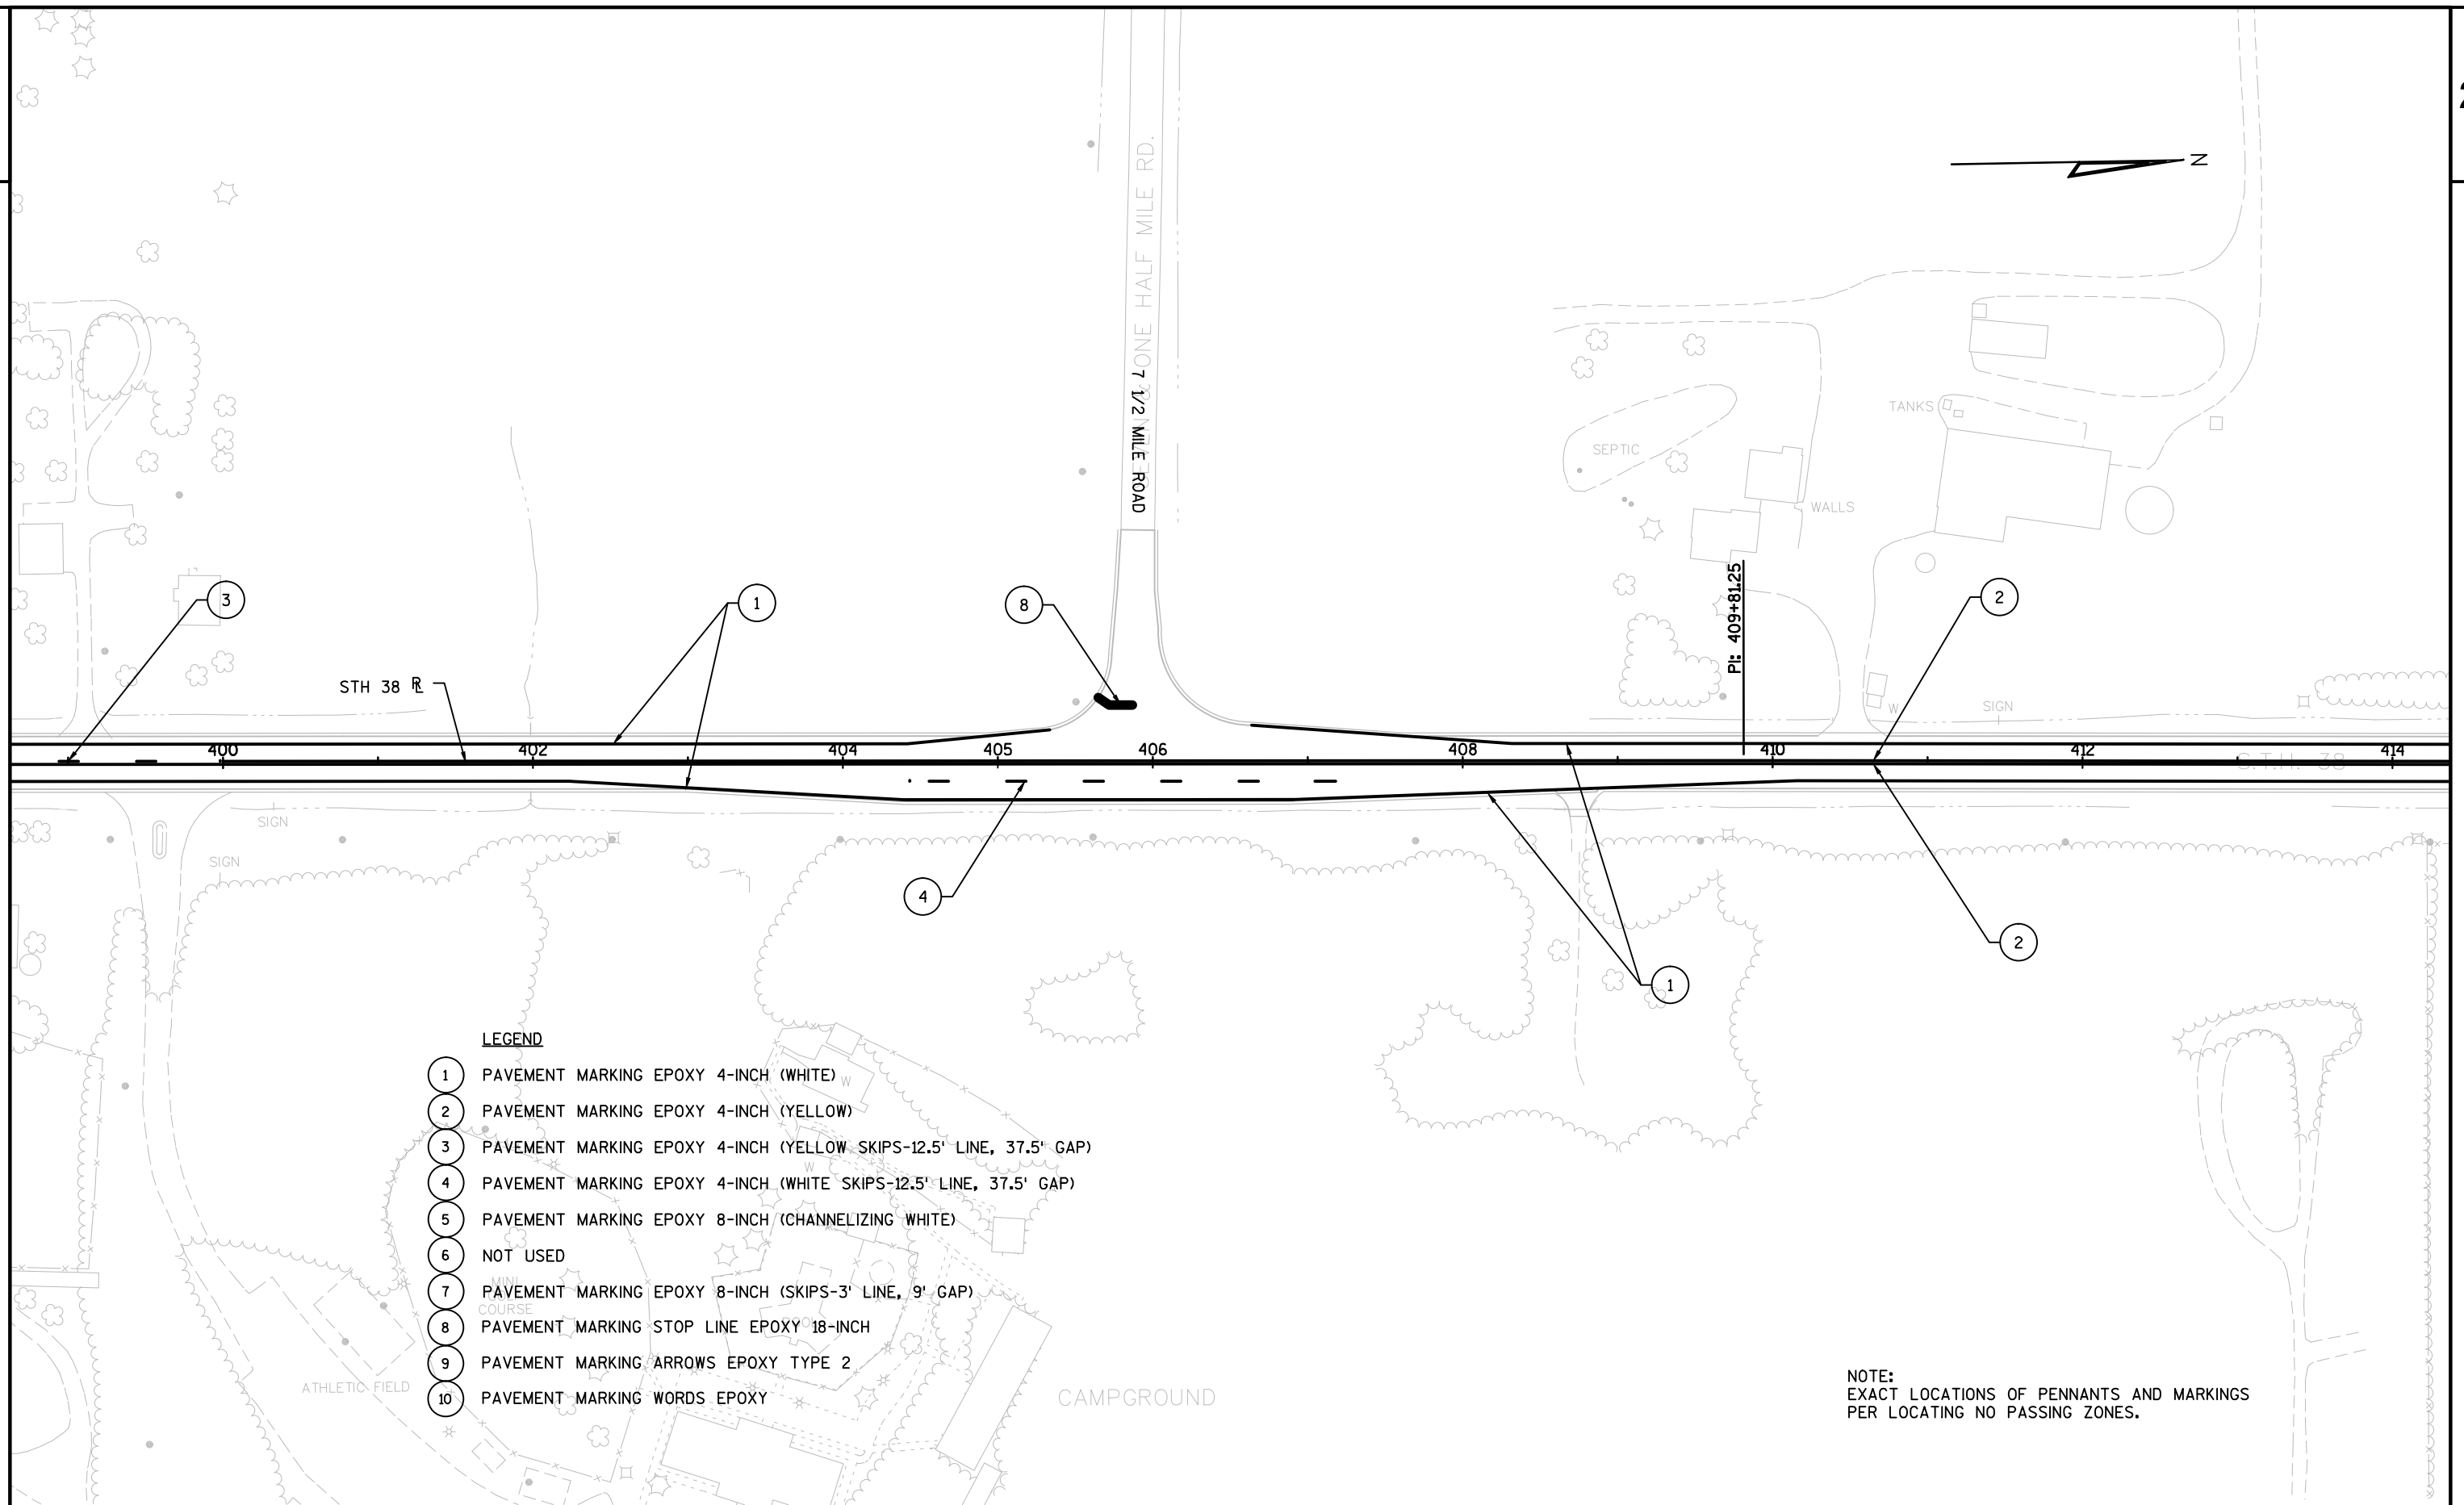 2
N
SEVEN & ONE HALF MILE RD.
7 1/2 MILE ROAD
TANKS
SEPTIC
WALLS
PI: 409+81.25
3
1
8
2
STH 38 RL
W
SIGN
400
402
404
405
406
408
410
412
414
S.T.H. 38
SIGN
SIGN
4
2
1
LEGEND
1 PAVEMENT MARKING EPOXY 4-INCH (WHITE)
W
2 PAVEMENT MARKING EPOXY 4-INCH (YELLOW)
3 PAVEMENT MARKING EPOXY 4-INCH (YELLOW SKIPS-12.5' LINE, 37.5' GAP)
W
4 PAVEMENT MARKING EPOXY 4-INCH (WHITE SKIPS-12.5' LINE, 37.5' GAP)
5 PAVEMENT MARKING EPOXY 8-INCH (CHANNELIZING WHITE)
6 NOT USED
MINI
7 PAVEMENT MARKING EPOXY 8-INCH (SKIPS-3' LINE, 9' GAP)
COURSE
8 PAVEMENT MARKING STOP LINE EPOXY 18-INCH
9 PAVEMENT MARKING ARROWS EPOXY TYPE 2
10 PAVEMENT MARKING WORDS EPOXY
ATHLETIC FIELD
CAMPGROUND
NOTE:
EXACT LOCATIONS OF PENNANTS AND MARKINGS
PER LOCATING NO PASSING ZONES.